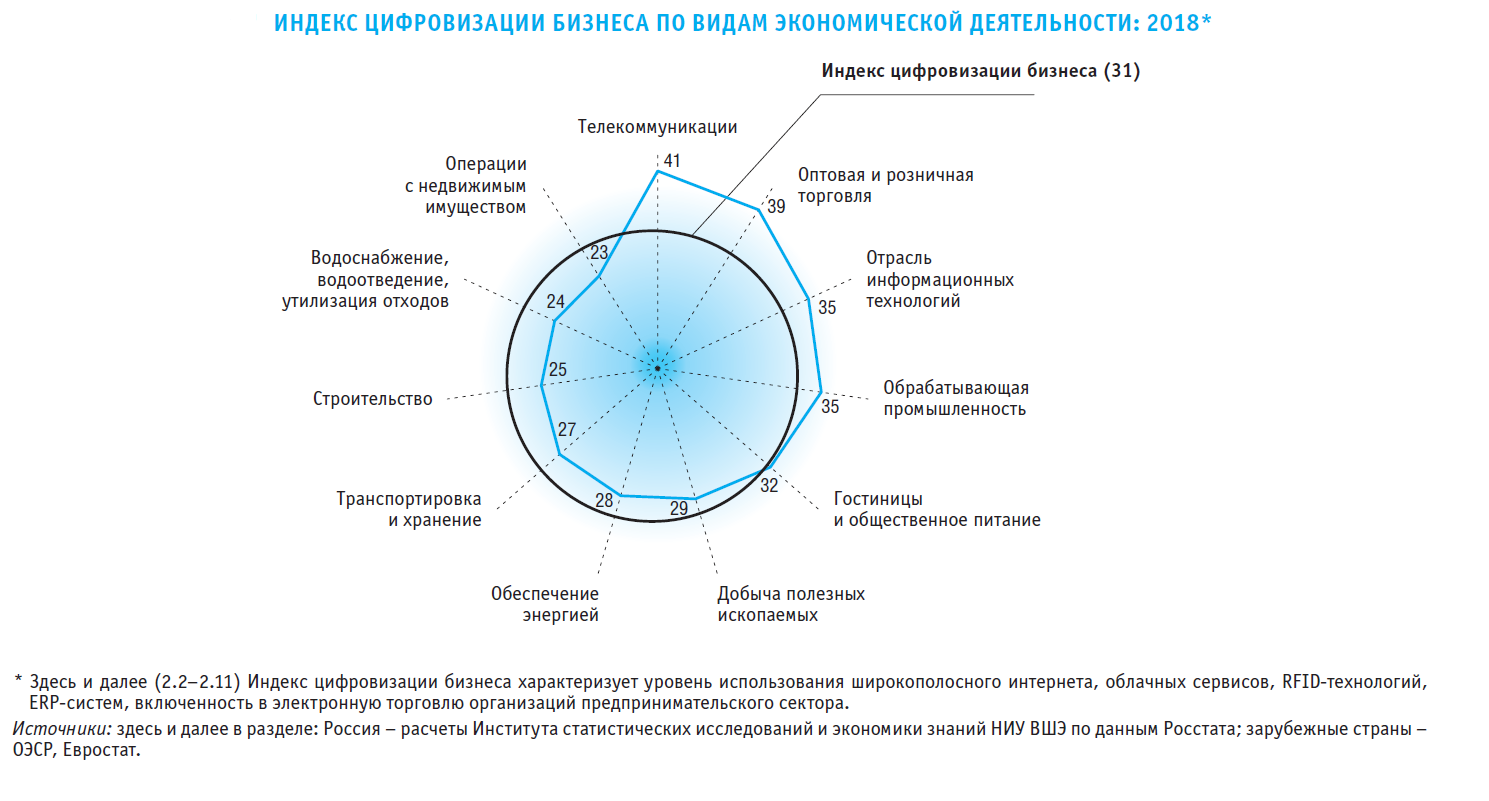 ИНДЕКС ЦИФРОВИЗАЦИИ БИЗНЕСА ПО ВИДАМ ЭКОНОМИЧЕСКОЙ ДЕЯТЕЛЬНОСТИ: 2018*
Индекс цифровизации бизнеса (31)
Телекоммуникации
41
Оптовая и розничная
торговля
39
Отрасль
информационных
технологий
35
Обрабатывающая
промышленность
35
Гостиницы
и общественное питание
32
Добыча полезных
ископаемых
29
Обеспечение
энергией
28
Транспортировка
и хранение
27
Строительство
25
Водоснабжение,
водоотведение,
утилизация отходов
24
Операции
с недвижимым
имуществом
23
* Здесь и далее (2.2–2.11) Индекс цифровизации бизнеса характеризует уровень использования широкополосного интернета, облачных сервисов, RFID-технологий,
ERP-систем, включенность в электронную торговлю организаций предпринимательского сектора.
Источники: здесь и далее в разделе: Россия – расчеты Института статистических исследований и экономики знаний НИУ ВШЭ по данным Росстата; зарубежные страны –
ОЭСР, Евростат.